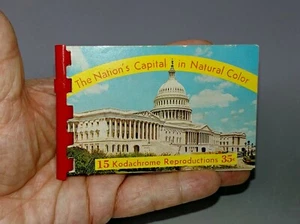 The Nation's Capital in Natural Color
15 Kodachrome Reproductions 35¢